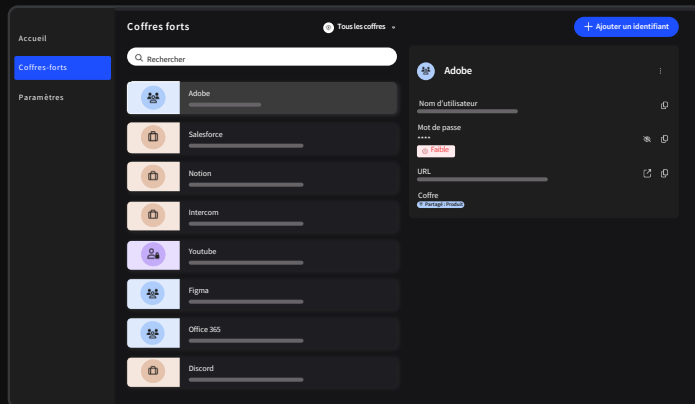 Accueil
Coffres-forts
Paramètres
Coffres forts
Tous les coffres
Ajouter un identifiant
Rechercher
Adobe
Salesforce
Notion
Intercom
Youtube
Figma
Office 365
Discord
Adobe
Nom d'utilisateur
Mot de passe
••••
Faible
URL
Coffre
Partagé : Produit